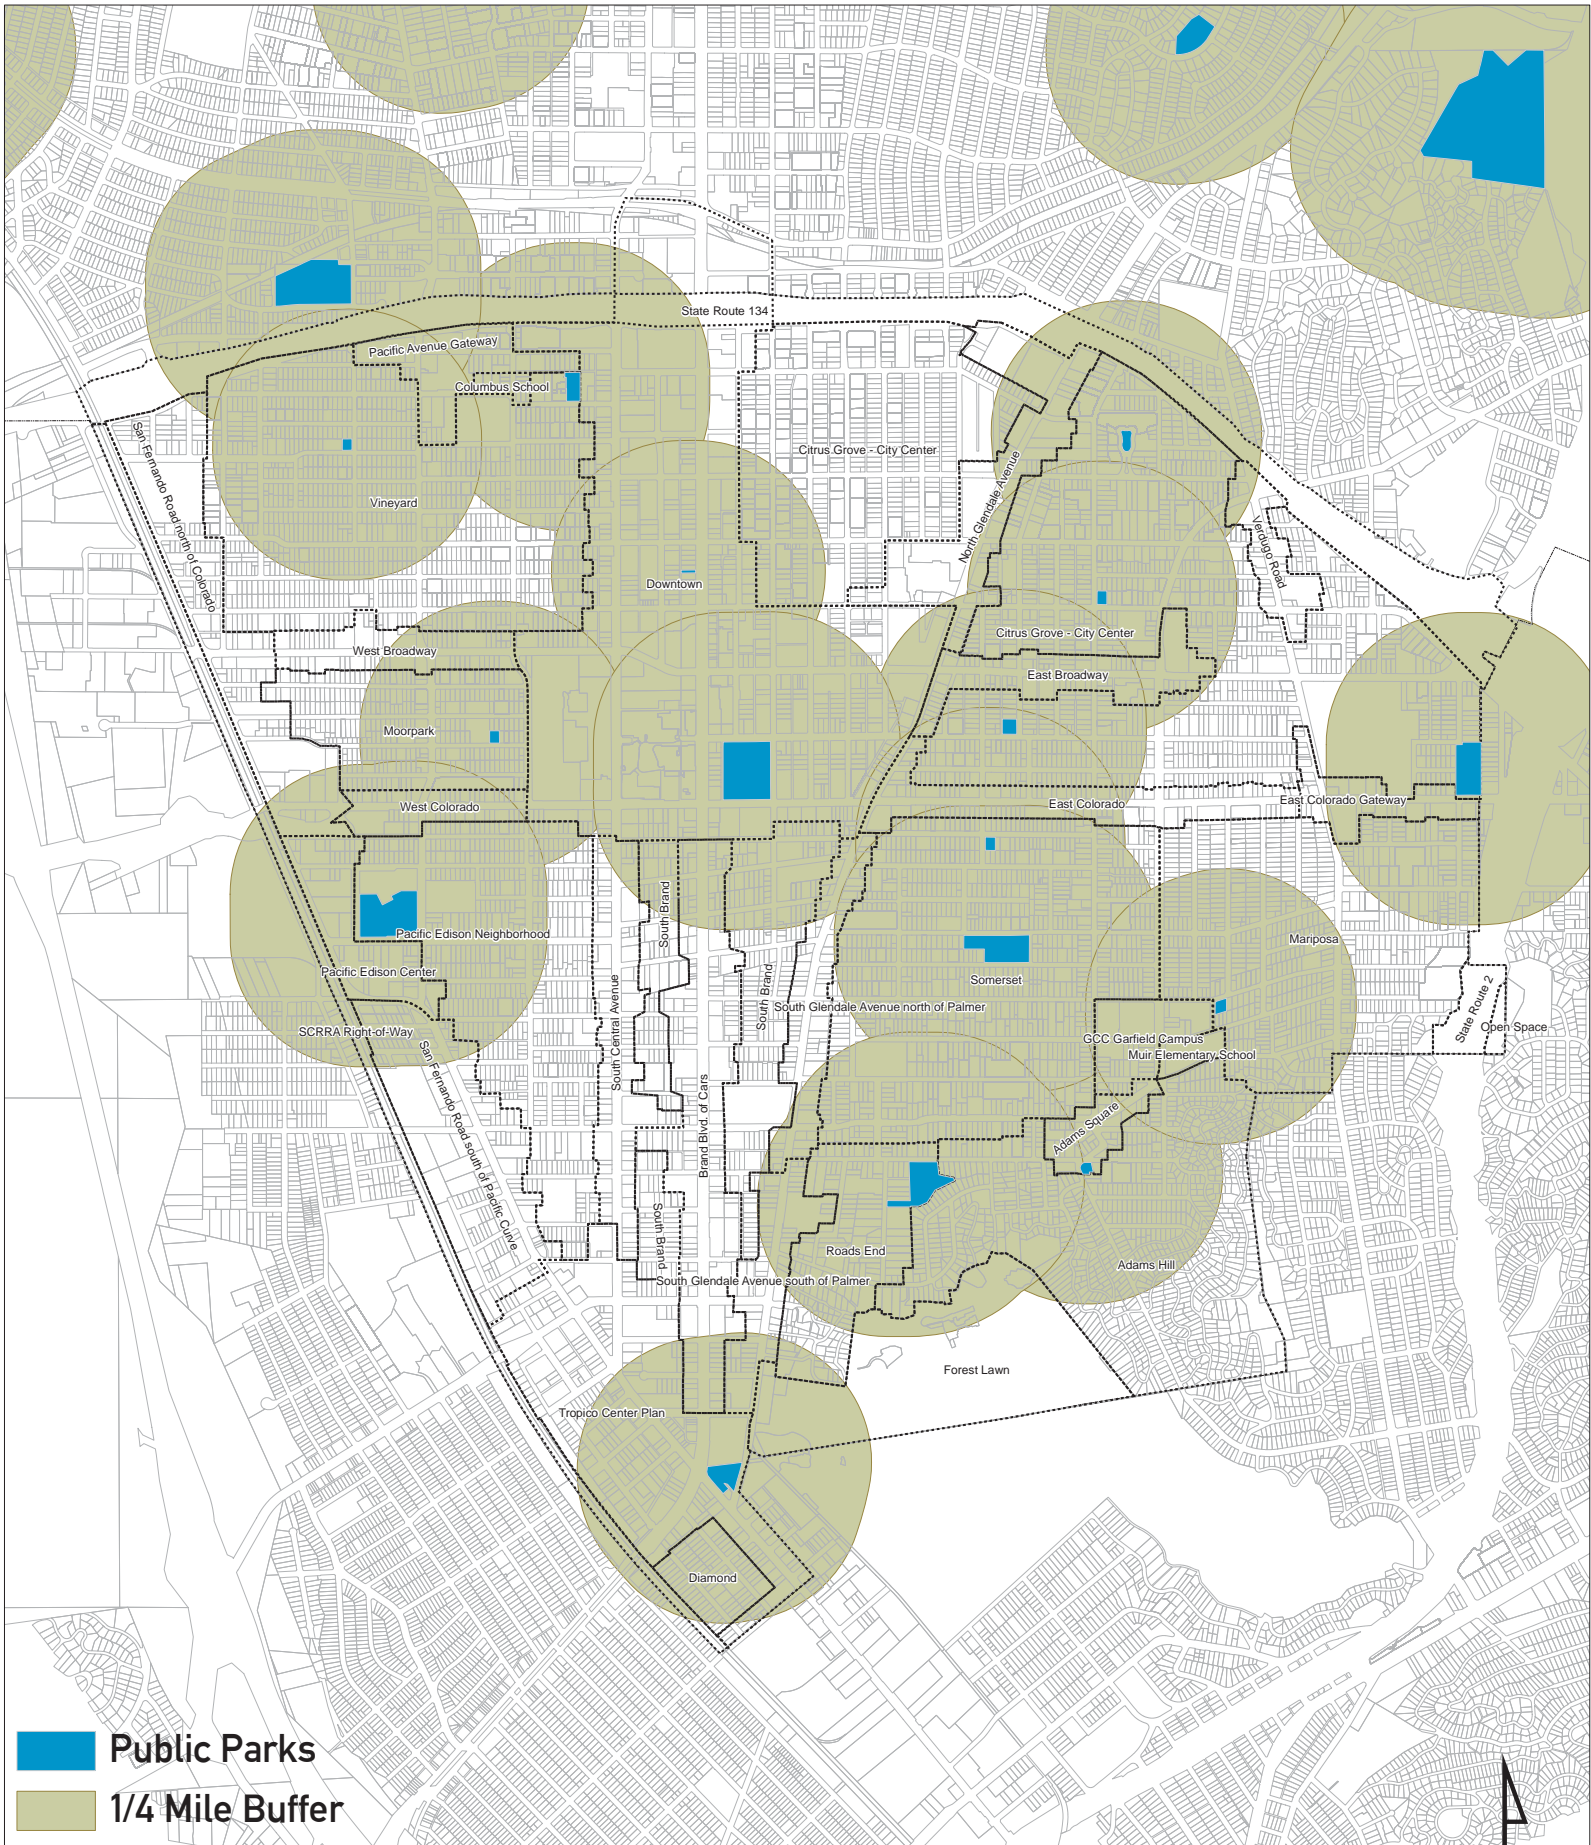 State Route 134
Pacific Avenue Gateway
Columbus School
San Fernando Road north of Colorado
Citrus Grove - City Center
North Glendale Avenue
Vineyard
Verdugo Road
Downtown
Citrus Grove - City Center
West Broadway
East Broadway
Moorpark
West Colorado
East Colorado
East Colorado Gateway
South Brand
Pacific Edison Neighborhood
Mariposa
Pacific Edison Center
Somerset
South Brand
South Central Avenue
South Glendale Avenue north of Palmer
State Route 2
Open Space
SCRRA Right-of-Way
GCC Garfield Campus
Muir Elementary School
San Fernando Road south of Pacific Curve
Brand Blvd. of Cars
Adams Square
South Brand
Roads End
Adams Hill
South Glendale Avenue south of Palmer
Forest Lawn
Tropico Center Plan
Diamond
Public Parks
1/4 Mile Buffer